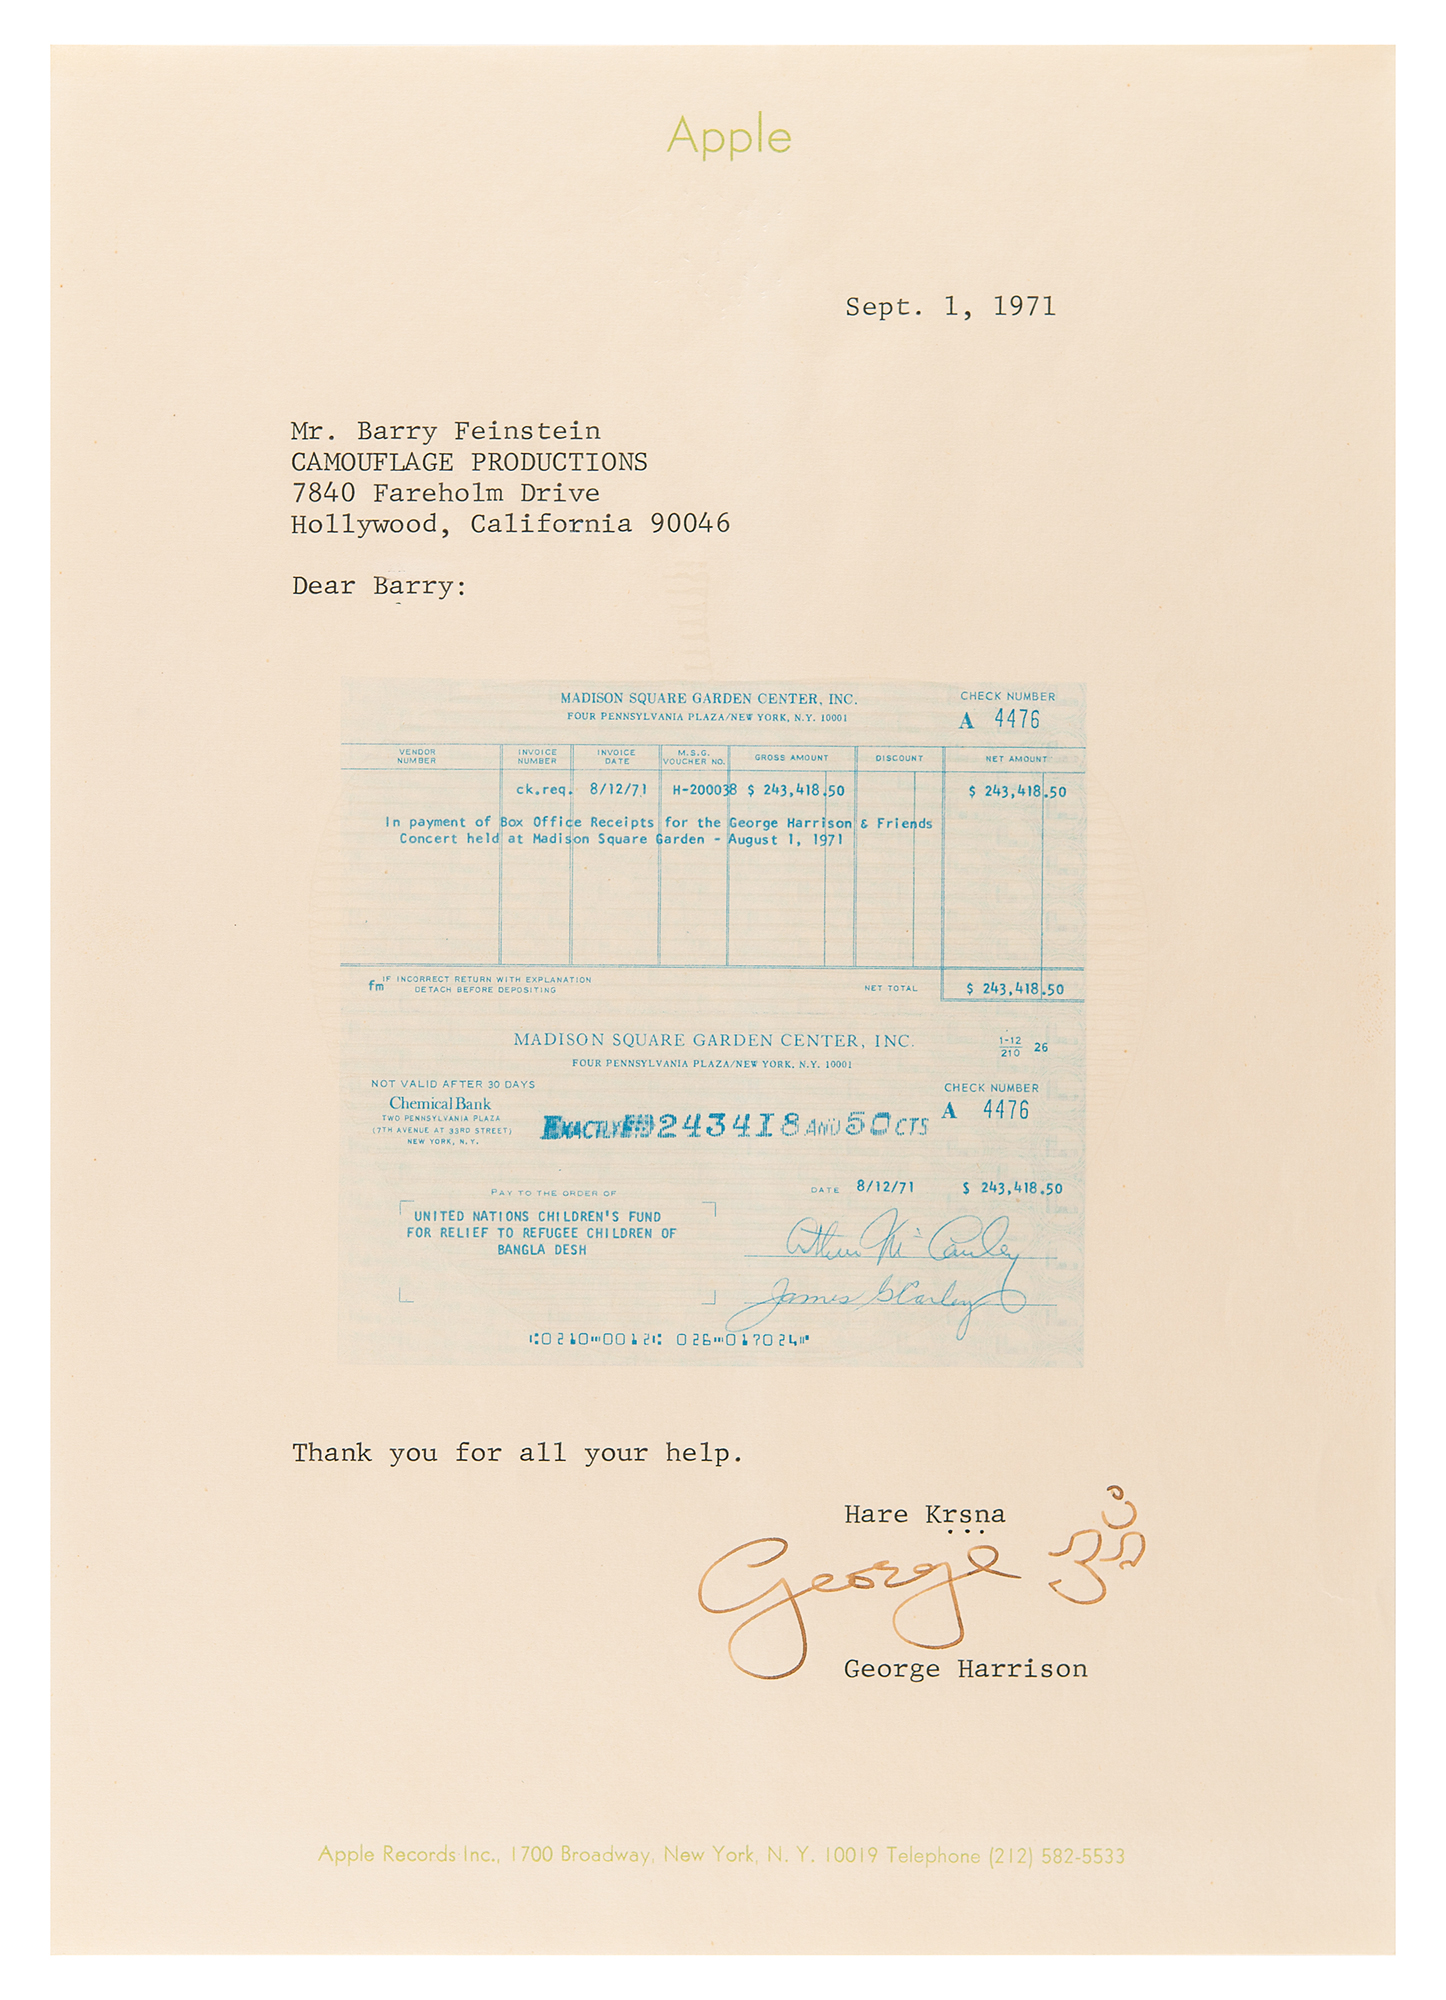 Apple
Sept. 1, 1971
Mr. Barry Feinstein
CAMOUFLAGE PRODUCTIONS
7840 Fareholm Drive
Hollywood, California 90046
Dear Barry:
MADISON SQUARE GARDEN CENTER, INC.
FOUR PENNSYLVANIA PLAZA/NEW YORK, N.Y. 10001
CHECK NUMBER
A 4476
VENDOR NUMBER INVOICE NUMBER INVOICE DATE M.S.G. VOUCHER NO. GROSS AMOUNT DISCOUNT NET AMOUNT
ck.req. 8/12/71 H-200038 $ 243,418.50 $ 243,418.50
In payment of Box Office Receipts for the George Harrison & Friends
Concert held at Madison Square Garden - August 1, 1971
fm IF INCORRECT RETURN WITH EXPLANATION
DETACH BEFORE DEPOSITING
NET TOTAL $ 243,418.50
MADISON SQUARE GARDEN CENTER, INC.
FOUR PENNSYLVANIA PLAZA/NEW YORK, N.Y. 10001
1-12
210 26
NOT VALID AFTER 30 DAYS
Chemical Bank
TWO PENNSYLVANIA PLAZA
(7TH AVENUE AT 33RD STREET)
NEW YORK, N.Y.
CHECK NUMBER
A 4476
EXACTLY 243418 AND 50 CTS
PAY TO THE ORDER OF
DATE 8/12/71 $ 243,418.50
UNITED NATIONS CHILDREN'S FUND
FOR RELIEF TO REFUGEE CHILDREN OF
BANGLA DESH
Arthur McCauley
James
⑆0210⑉0012⑆ 026⑉017024⑈
Thank you for all your help.
Hare Kṛṣṇa
George ॐ
George Harrison
Apple Records Inc., 1700 Broadway, New York, N. Y. 10019 Telephone (212) 582-5533